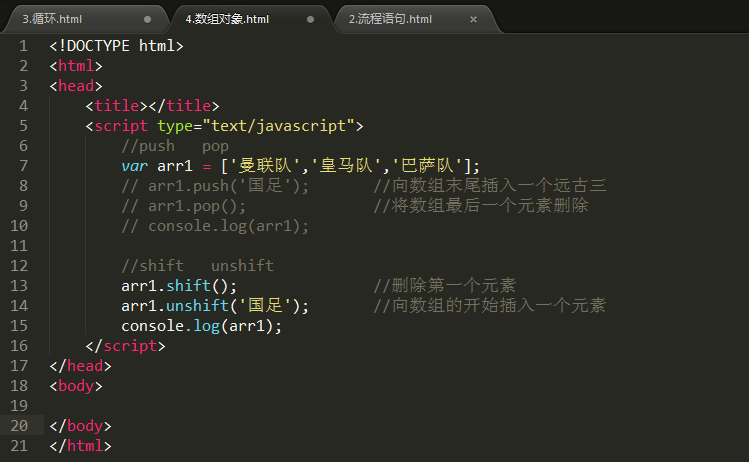 3.循环.html 4.数组对象.html 2.流程语句.html ×
1 <!DOCTYPE html>
2 <html>
3 <head>
4 <title></title>
5 <script type="text/javascript">
6 //push pop
7 var arr1 = ['曼联队','皇马队','巴萨队'];
8 // arr1.push('国足'); //向数组末尾插入一个远古三
9 // arr1.pop(); //将数组最后一个元素删除
10 // console.log(arr1);
11
12 //shift unshift
13 arr1.shift(); //删除第一个元素
14 arr1.unshift('国足'); //向数组的开始插入一个元素
15 console.log(arr1);
16 </script>
17 </head>
18 <body>
19
20 </body>
21 </html>